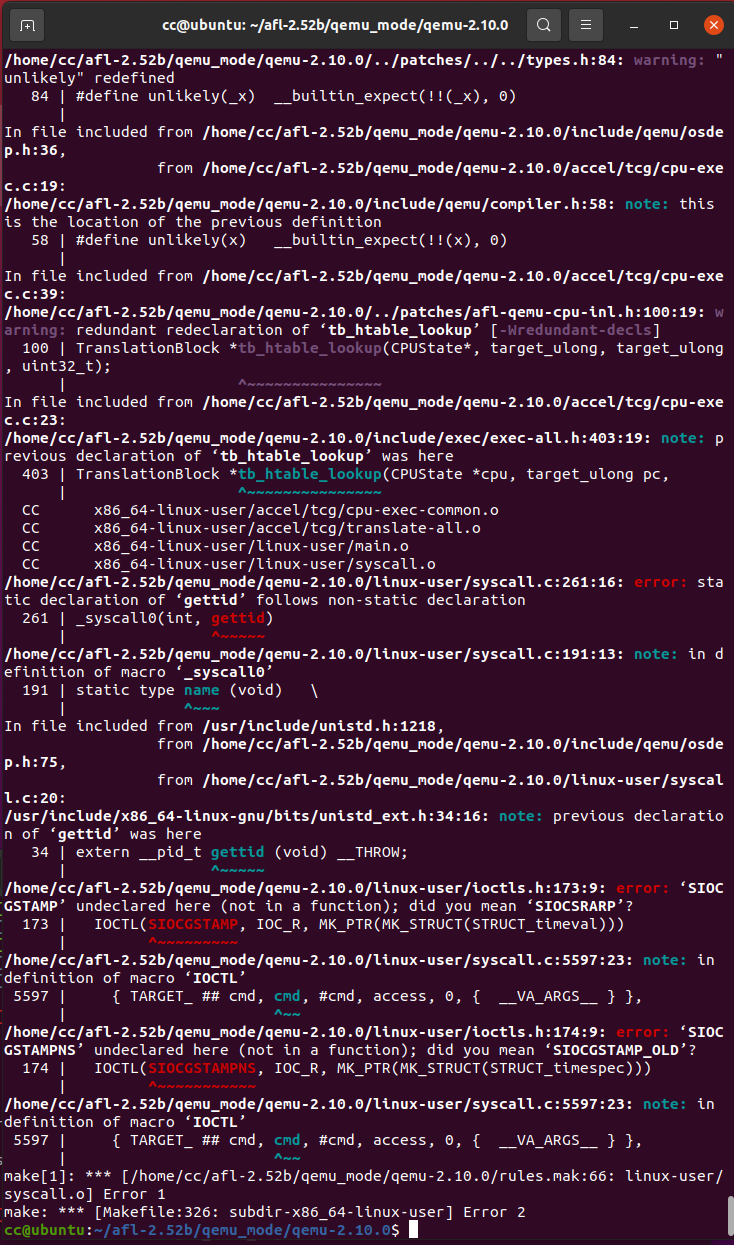 cc@ubuntu: ~/afl-2.52b/qemu_mode/qemu-2.10.0
/home/cc/afl-2.52b/qemu_mode/qemu-2.10.0/../patches/../../types.h:84: warning: "
unlikely" redefined
   84 | #define unlikely(_x)  __builtin_expect(!!(_x), 0)
      |
In file included from /home/cc/afl-2.52b/qemu_mode/qemu-2.10.0/include/qemu/osde
p.h:36,
                 from /home/cc/afl-2.52b/qemu_mode/qemu-2.10.0/accel/tcg/cpu-exe
c.c:19:
/home/cc/afl-2.52b/qemu_mode/qemu-2.10.0/include/qemu/compiler.h:58: note: this
is the location of the previous definition
   58 | #define unlikely(x)   __builtin_expect(!!(x), 0)
      |
In file included from /home/cc/afl-2.52b/qemu_mode/qemu-2.10.0/accel/tcg/cpu-exe
c.c:39:
/home/cc/afl-2.52b/qemu_mode/qemu-2.10.0/../patches/afl-qemu-cpu-inl.h:100:19: w
arning: redundant redeclaration of ‘tb_htable_lookup’ [-Wredundant-decls]
  100 | TranslationBlock *tb_htable_lookup(CPUState*, target_ulong, target_ulong
, uint32_t);
      |                   ^~~~~~~~~~~~~~~~
In file included from /home/cc/afl-2.52b/qemu_mode/qemu-2.10.0/accel/tcg/cpu-exe
c.c:23:
/home/cc/afl-2.52b/qemu_mode/qemu-2.10.0/include/exec/exec-all.h:403:19: note: p
revious declaration of ‘tb_htable_lookup’ was here
  403 | TranslationBlock *tb_htable_lookup(CPUState *cpu, target_ulong pc,
      |                   ^~~~~~~~~~~~~~~~
  CC      x86_64-linux-user/accel/tcg/cpu-exec-common.o
  CC      x86_64-linux-user/accel/tcg/translate-all.o
  CC      x86_64-linux-user/linux-user/main.o
  CC      x86_64-linux-user/linux-user/syscall.o
/home/cc/afl-2.52b/qemu_mode/qemu-2.10.0/linux-user/syscall.c:261:16: error: sta
tic declaration of ‘gettid’ follows non-static declaration
  261 | _syscall0(int, gettid)
      |                ^~~~~~
/home/cc/afl-2.52b/qemu_mode/qemu-2.10.0/linux-user/syscall.c:191:13: note: in d
efinition of macro ‘_syscall0’
  191 | static type name (void)   \
      |             ^~~~
In file included from /usr/include/unistd.h:1218,
                 from /home/cc/afl-2.52b/qemu_mode/qemu-2.10.0/include/qemu/osde
p.h:75,
                 from /home/cc/afl-2.52b/qemu_mode/qemu-2.10.0/linux-user/syscal
l.c:20:
/usr/include/x86_64-linux-gnu/bits/unistd_ext.h:34:16: note: previous declaratio
n of ‘gettid’ was here
   34 | extern __pid_t gettid (void) __THROW;
      |                ^~~~~~
/home/cc/afl-2.52b/qemu_mode/qemu-2.10.0/linux-user/ioctls.h:173:9: error: ‘SIOC
GSTAMP’ undeclared here (not in a function); did you mean ‘SIOCSRARP’?
  173 |   IOCTL(SIOCGSTAMP, IOC_R, MK_PTR(MK_STRUCT(STRUCT_timeval)))
      |         ^~~~~~~~~~
/home/cc/afl-2.52b/qemu_mode/qemu-2.10.0/linux-user/syscall.c:5597:23: note: in
definition of macro ‘IOCTL’
 5597 |     { TARGET_ ## cmd, cmd, #cmd, access, 0, {  __VA_ARGS__ } },
      |                       ^~~
/home/cc/afl-2.52b/qemu_mode/qemu-2.10.0/linux-user/ioctls.h:174:9: error: ‘SIOC
GSTAMPNS’ undeclared here (not in a function); did you mean ‘SIOCGSTAMP_OLD’?
  174 |   IOCTL(SIOCGSTAMPNS, IOC_R, MK_PTR(MK_STRUCT(STRUCT_timespec)))
      |         ^~~~~~~~~~~~
/home/cc/afl-2.52b/qemu_mode/qemu-2.10.0/linux-user/syscall.c:5597:23: note: in
definition of macro ‘IOCTL’
 5597 |     { TARGET_ ## cmd, cmd, #cmd, access, 0, {  __VA_ARGS__ } },
      |                       ^~~
make[1]: *** [/home/cc/afl-2.52b/qemu_mode/qemu-2.10.0/rules.mak:66: linux-user/
syscall.o] Error 1
make: *** [Makefile:326: subdir-x86_64-linux-user] Error 2
cc@ubuntu:~/afl-2.52b/qemu_mode/qemu-2.10.0$